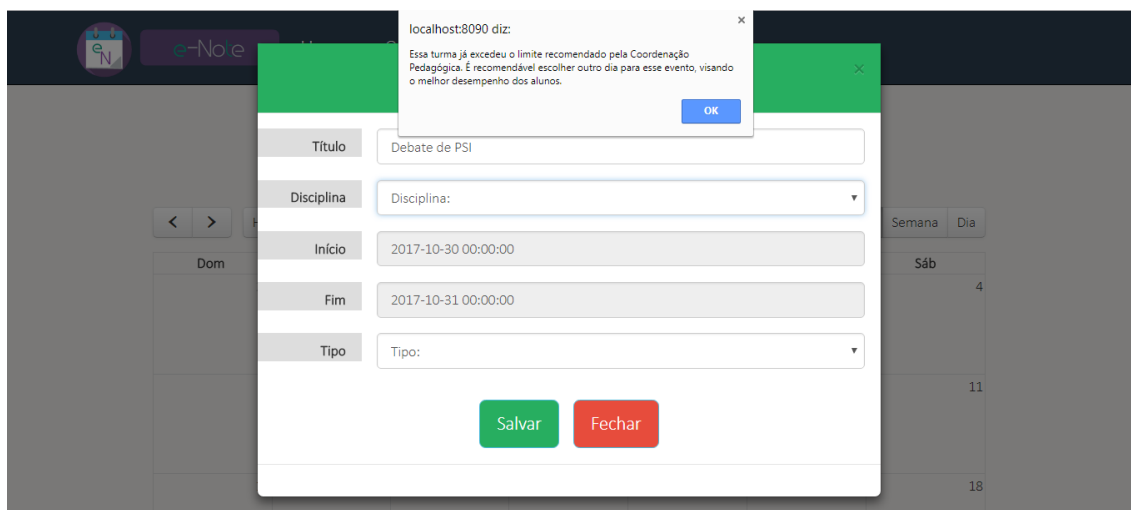 localhost:8090 diz:
Essa turma já excedeu o limite recomendado pela Coordenação
Pedagógica. É recomendável escolher outro dia para esse evento, visando
o melhor desempenho dos alunos.
OK
eN
e-Note
Título
Debate de PSI
Disciplina
Disciplina:
Início
2017-10-30 00:00:00
Fim
2017-10-31 00:00:00
Tipo
Tipo:
Salvar
Fechar
Semana
Dia
Dom
Sáb
4
11
18